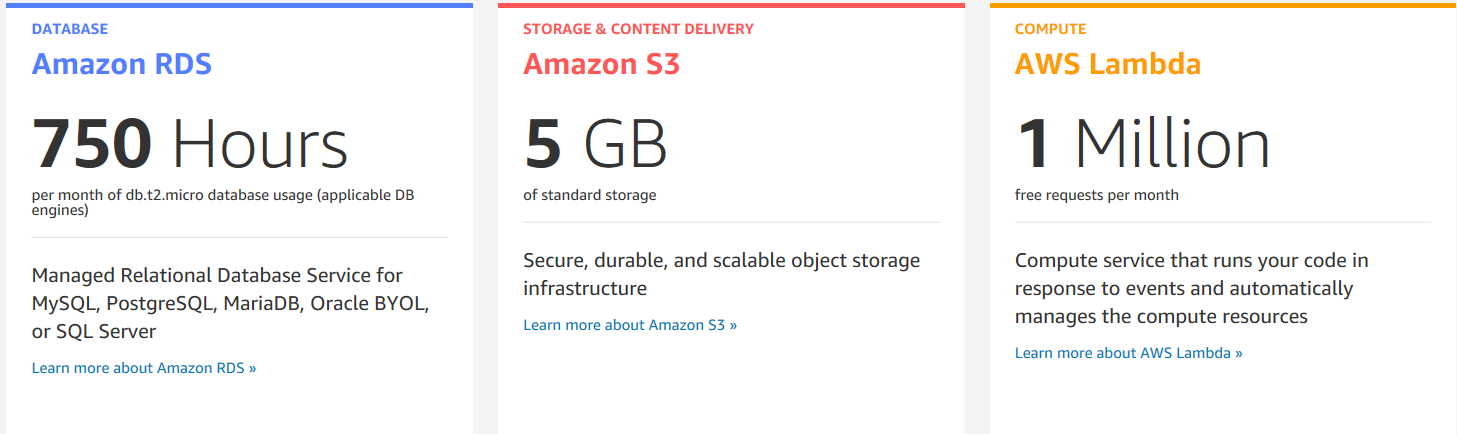 DATABASE
Amazon RDS
750 Hours
per month of db.t2.micro database usage (applicable DB
engines)
Managed Relational Database Service for
MySQL, PostgreSQL, MariaDB, Oracle BYOL,
or SQL Server
Learn more about Amazon RDS »
STORAGE & CONTENT DELIVERY
Amazon S3
5 GB
of standard storage
Secure, durable, and scalable object storage
infrastructure
Learn more about Amazon S3 »
COMPUTE
AWS Lambda
1 Million
free requests per month
Compute service that runs your code in
response to events and automatically
manages the compute resources
Learn more about AWS Lambda »